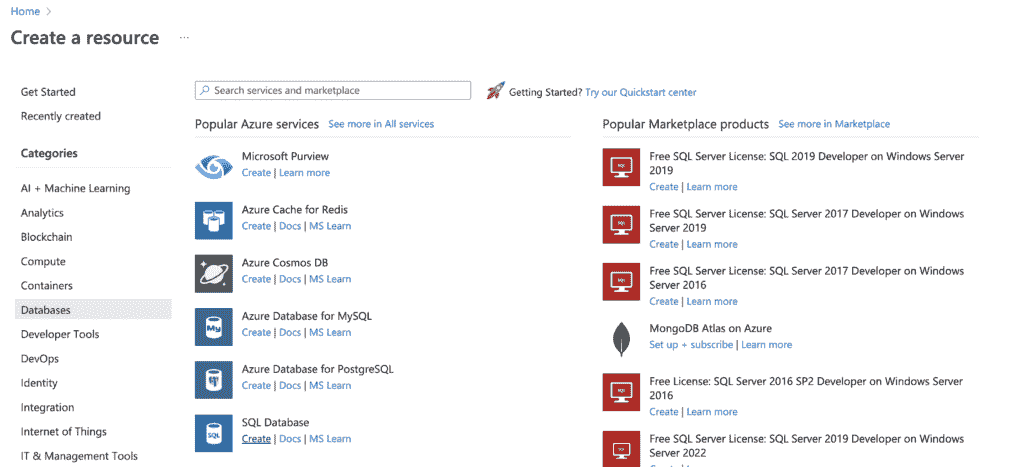 Home >
Create a resource ...
Get Started
Recently created
Categories
AI + Machine Learning
Analytics
Blockchain
Compute
Containers
Databases
Developer Tools
DevOps
Identity
Integration
Internet of Things
IT & Management Tools
Search services and marketplace
Getting Started? Try our Quickstart center
Popular Azure services See more in All services
Microsoft Purview
Create | Learn more
Azure Cache for Redis
Create | Docs | MS Learn
Azure Cosmos DB
Create | Docs | MS Learn
My
Azure Database for MySQL
Create | Docs | MS Learn
Azure Database for PostgreSQL
Create | Docs | MS Learn
SQL
SQL Database
Create | Docs | MS Learn
Popular Marketplace products See more in Marketplace
Free SQL Server License: SQL 2019 Developer on Windows Server
2019
Create | Learn more
Free SQL Server License: SQL 2017 Developer on Windows
Server 2019
Create | Learn more
Free SQL Server License: SQL 2017 Developer on Windows
Server 2016
Create | Learn more
MongoDB Atlas on Azure
Set up + subscribe | Learn more
Free License: SQL Server 2016 SP2 Developer on Windows Server
2016
Create | Learn more
Free SQL Server License: SQL Server 2019 Developer on Windows
Server 2022